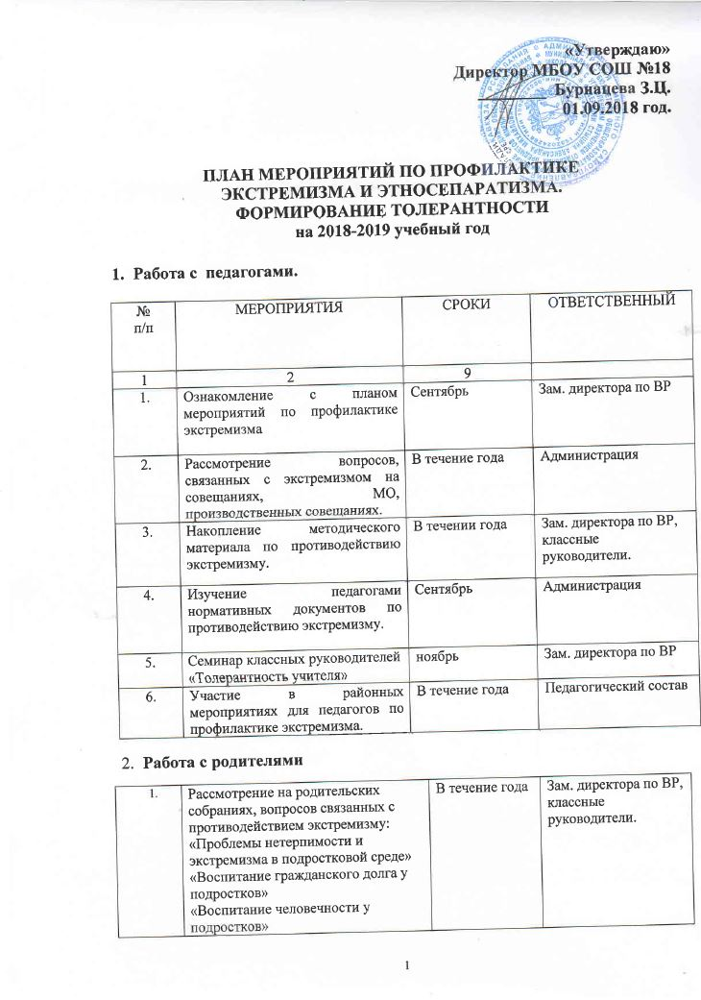 «Утверждаю»
Директор МБОУ СОШ №18
Бурнацева З.Ц.
01.09.2018 год.
ПЛАН МЕРОПРИЯТИЙ ПО ПРОФИЛАКТИКЕ
ЭКСТРЕМИЗМА И ЭТНОСЕПАРАТИЗМА.
ФОРМИРОВАНИЕ ТОЛЕРАНТНОСТИ
на 2018-2019 учебный год
1. Работа с педагогами.
№ п/п МЕРОПРИЯТИЯ СРОКИ ОТВЕТСТВЕННЫЙ
1 2 9
1. Ознакомление с планом Сентябрь Зам. директора по ВР
мероприятий по профилактике
экстремизма
2. Рассмотрение вопросов, В течение года Администрация
связанных с экстремизмом на
совещаниях, МО,
производственных совещаниях.
3. Накопление методического В течении года Зам. директора по ВР,
материала по противодействию классные
экстремизму. руководители.
4. Изучение педагогами Сентябрь Администрация
нормативных документов по
противодействию экстремизму.
5. Семинар классных руководителей ноябрь Зам. директора по ВР
«Толерантность учителя»
6. Участие в районных В течение года Педагогический состав
мероприятиях для педагогов по
профилактике экстремизма.
2. Работа с родителями
1. Рассмотрение на родительских В течение года Зам. директора по ВР,
собраниях, вопросов связанных с классные
противодействием экстремизму: руководители.
«Проблемы нетерпимости и
экстремизма в подростковой среде»
«Воспитание гражданского долга у
подростков»
«Воспитание человечности у
подростков»
1